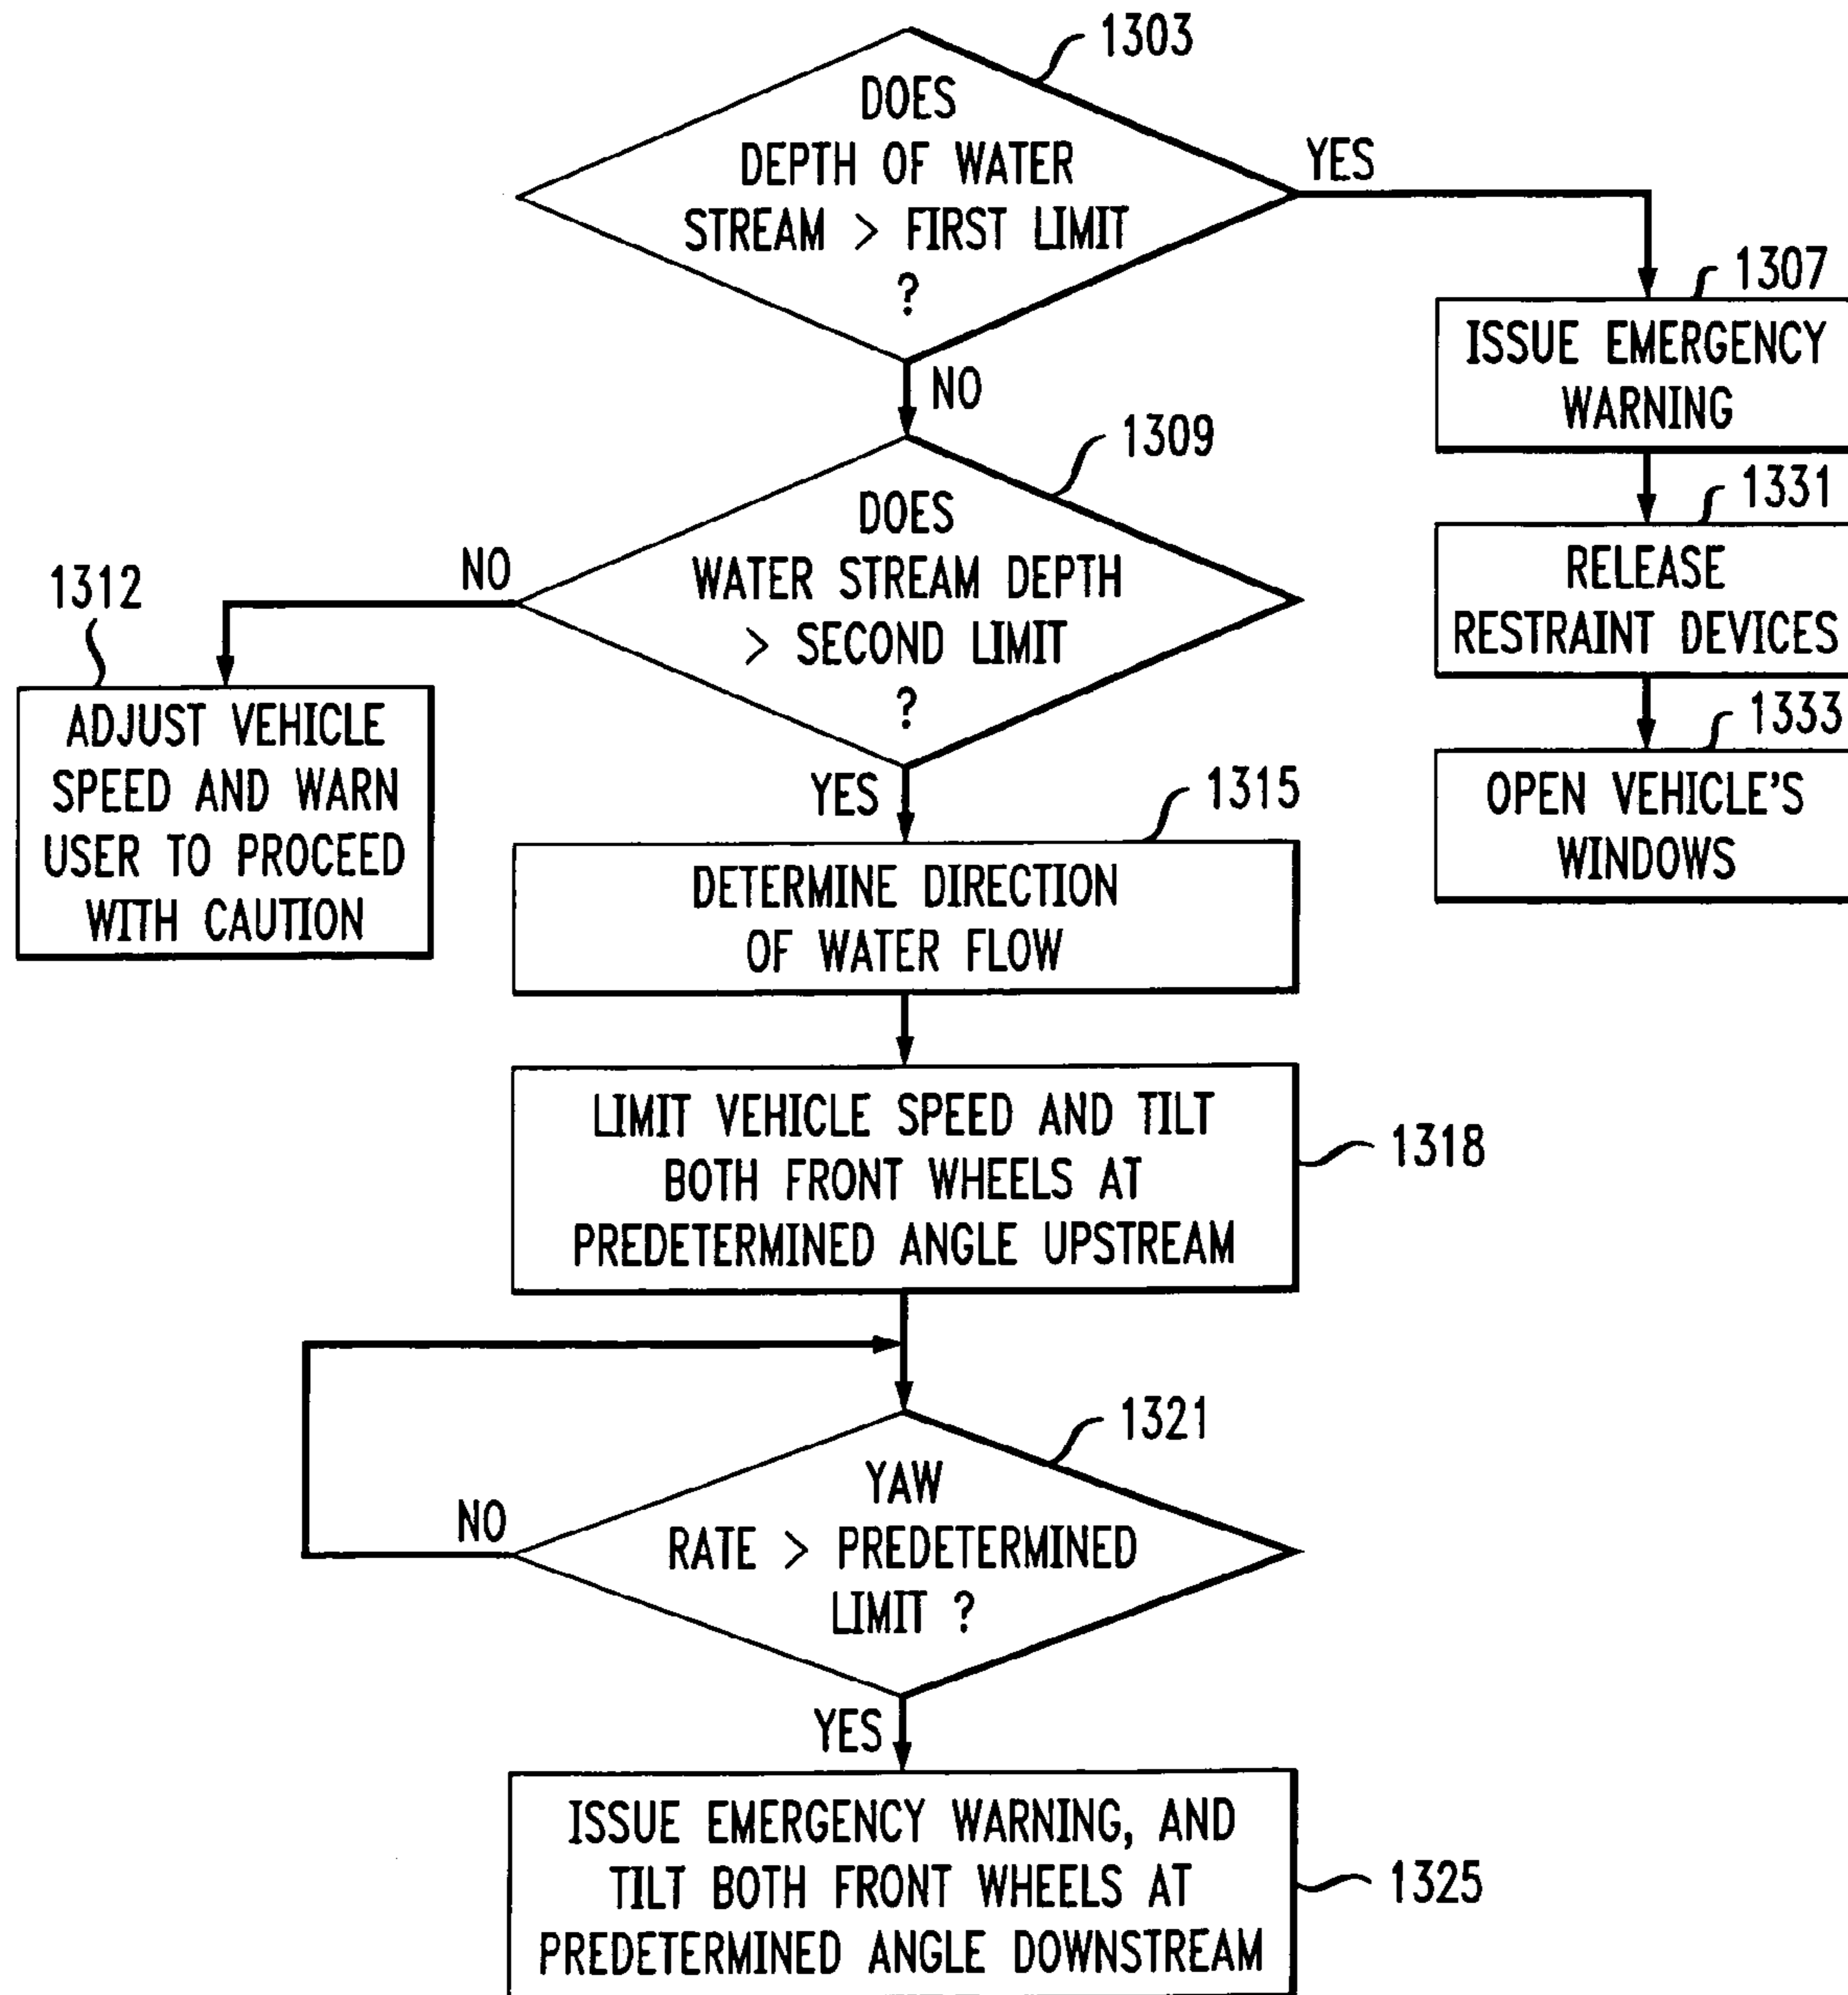 1303
DOES
DEPTH OF WATER
STREAM > FIRST LIMIT
?
YES
1307
ISSUE EMERGENCY
WARNING
NO
1309
DOES
WATER STREAM DEPTH
> SECOND LIMIT
?
1331
RELEASE
RESTRAINT DEVICES
NO
1312
ADJUST VEHICLE
SPEED AND WARN
USER TO PROCEED
WITH CAUTION
1333
OPEN VEHICLE'S
WINDOWS
YES
1315
DETERMINE DIRECTION
OF WATER FLOW
LIMIT VEHICLE SPEED AND TILT
BOTH FRONT WHEELS AT
PREDETERMINED ANGLE UPSTREAM
1318
1321
YAW
RATE > PREDETERMINED
LIMIT ?
NO
YES
ISSUE EMERGENCY WARNING, AND
TILT BOTH FRONT WHEELS AT
PREDETERMINED ANGLE DOWNSTREAM
1325